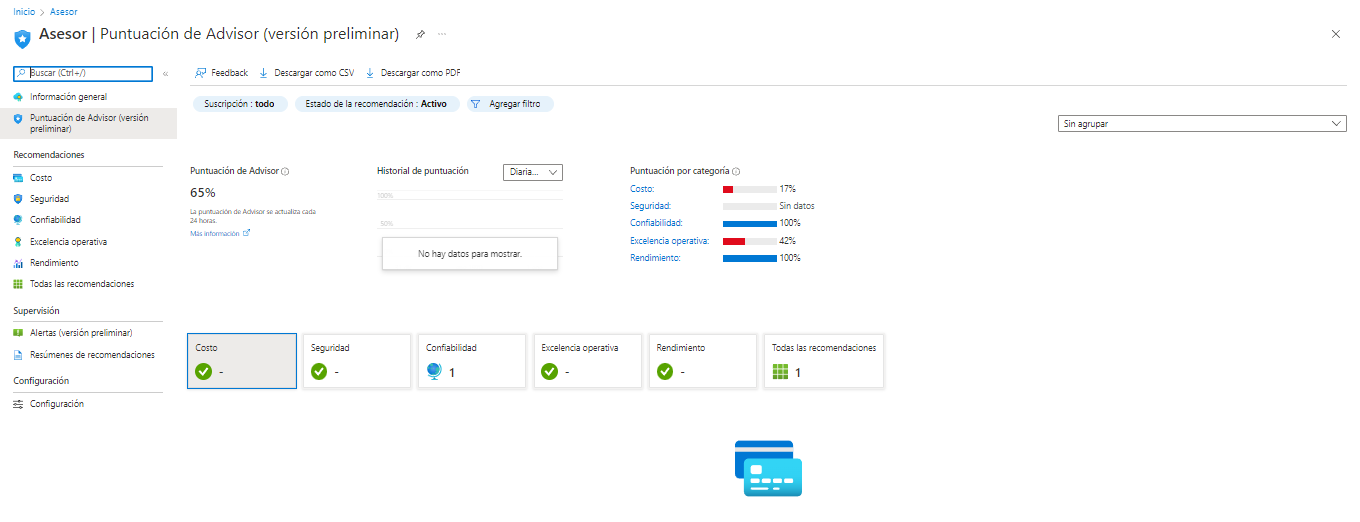 Inicio > Asesor
Asesor | Puntuación de Advisor (versión preliminar)
Buscar (Ctrl+/)
Información general
Puntuación de Advisor (versión
preliminar)
Recomendaciones
Costo
Seguridad
Confiabilidad
Excelencia operativa
Rendimiento
Todas las recomendaciones
Supervisión
Alertas (versión preliminar)
Resúmenes de recomendaciones
Configuración
Configuración
Feedback
Descargar como CSV
Descargar como PDF
Suscripción : todo
Estado de la recomendación : Activo
Agregar filtro
Sin agrupar
Puntuación de Advisor
65%
La puntuación de Advisor se actualiza cada
24 horas.
Más información
Historial de puntuación
Diaria...
100%
50%
No hay datos para mostrar.
Puntuación por categoría
Costo: 17%
Seguridad: Sin datos
Confiabilidad: 100%
Excelencia operativa: 42%
Rendimiento: 100%
Costo
-
Seguridad
-
Confiabilidad
1
Excelencia operativa
-
Rendimiento
-
Todas las recomendaciones
1